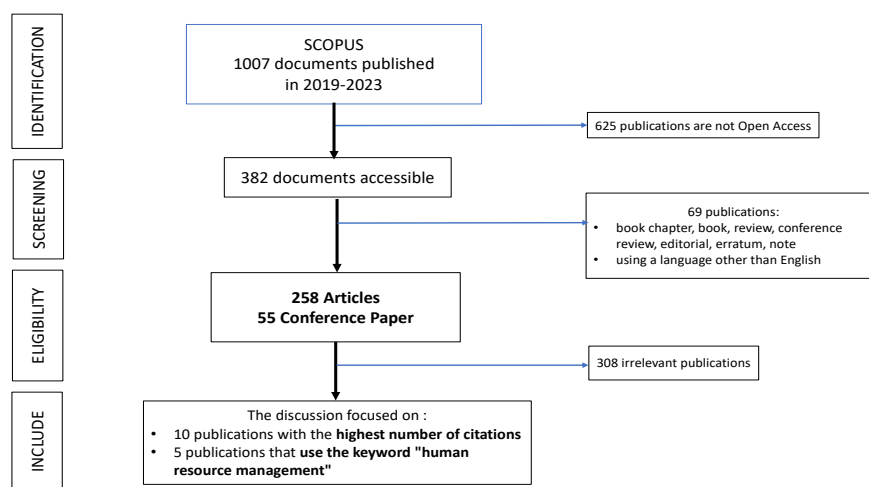 IDENTIFICATION
SCOPUS
1007 documents published
in 2019-2023
625 publications are not Open Access
SCREENING
382 documents accessible
69 publications:
• book chapter, book, review, conference
review, editorial, erratum, note
• using a language other than English
ELIGIBILITY
258 Articles
55 Conference Paper
308 irrelevant publications
INCLUDE
The discussion focused on :
• 10 publications with the highest number of citations
• 5 publications that use the keyword "human
resource management"